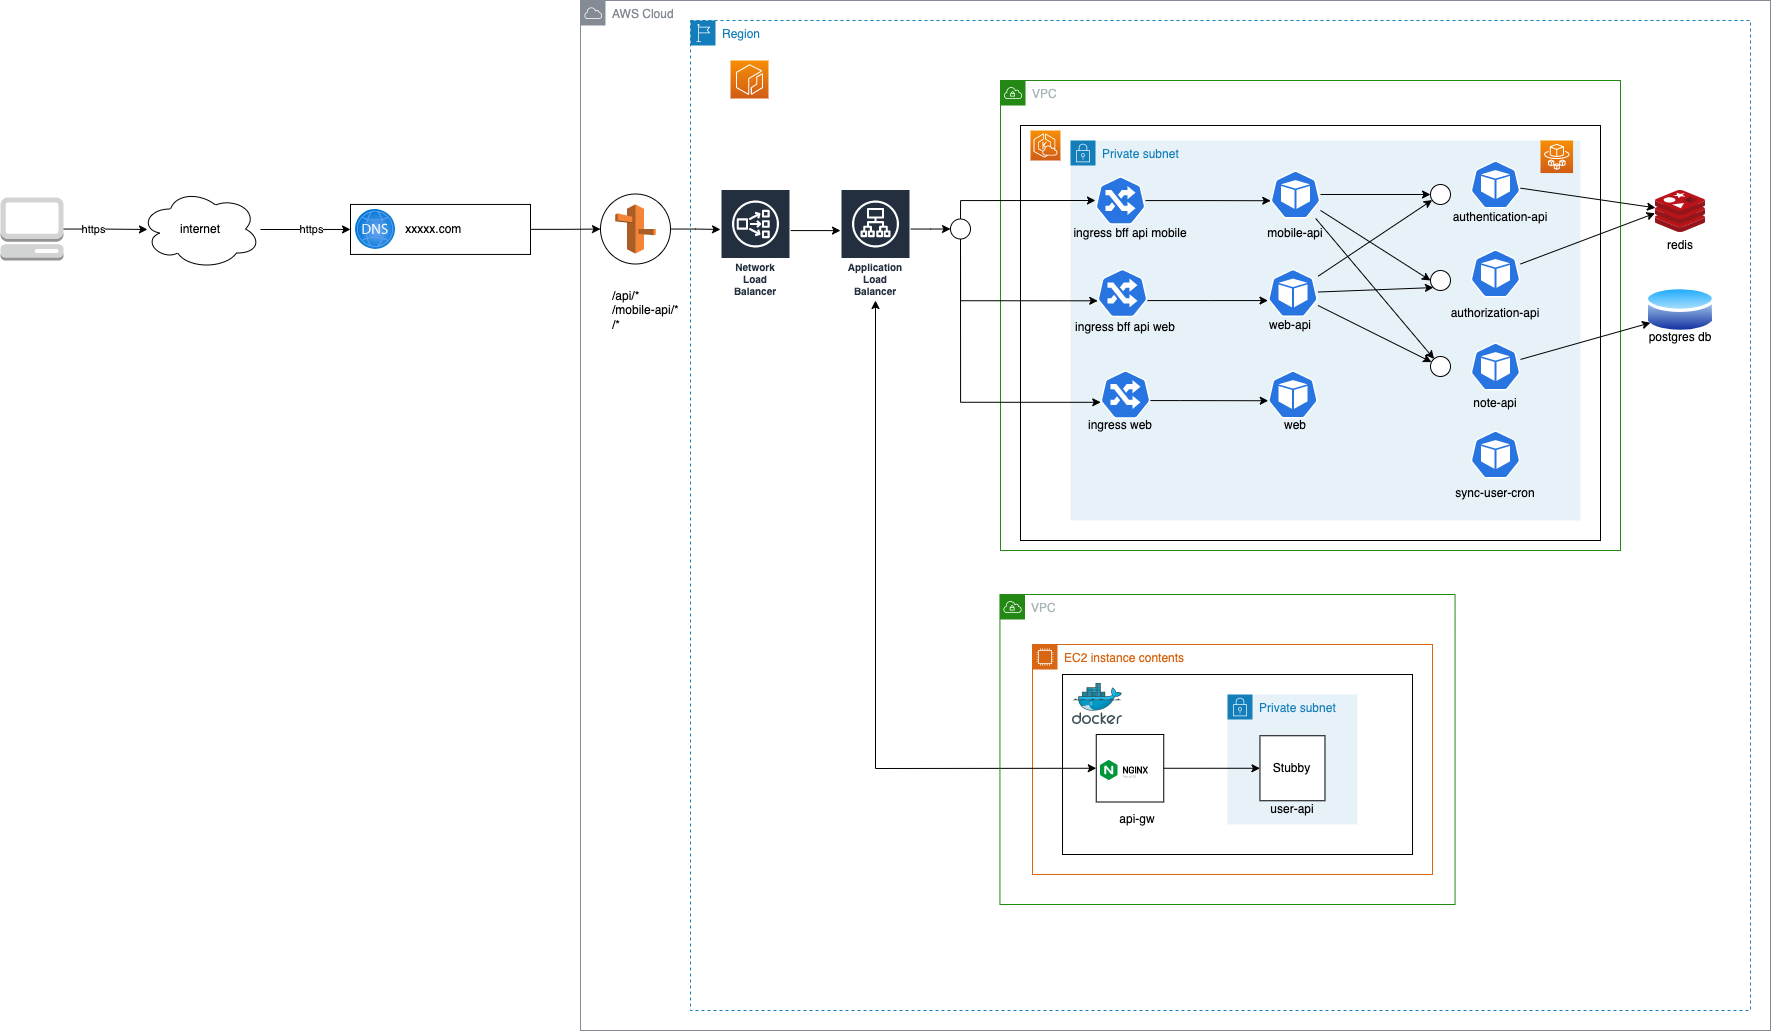 AWS Cloud
Region
VPC
Private subnet
https
internet
https
DNS
xxxxx.com
/api/*
/mobile-api/*
/*
Network
Load
Balancer
Application
Load
Balancer
ingress bff api mobile
mobile-api
authentication-api
redis
ingress bff api web
web-api
authorization-api
postgres db
ingress web
web
note-api
sync-user-cron
VPC
EC2 instance contents
docker
Private subnet
NGINX
Stubby
api-gw
user-api